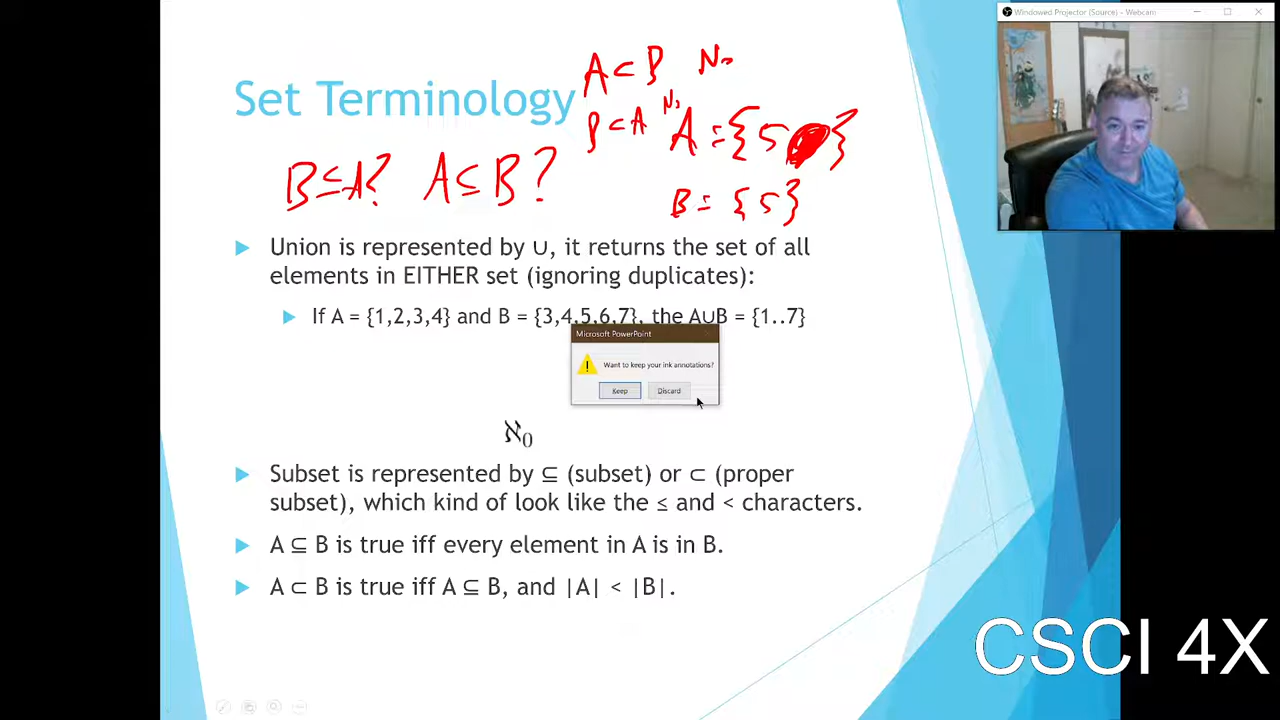 Windowed Projector (Source) - Webcam
A ⊂ B No
Set Terminology
B ⊂ A No
A = {5 }
B ⊆ A? A ⊆ B?
B = {5}
Union is represented by ∪, it returns the set of all
elements in EITHER set (ignoring duplicates):
If A = {1,2,3,4} and B = {3,4,5,6,7}, the A∪B = {1..7}
Microsoft PowerPoint
Want to keep your ink annotations?
Keep Discard
ℵ0
Subset is represented by ⊆ (subset) or ⊂ (proper
subset), which kind of look like the ≤ and < characters.
A ⊆ B is true iff every element in A is in B.
A ⊂ B is true iff A ⊆ B, and |A| < |B|.
CSCI 4X